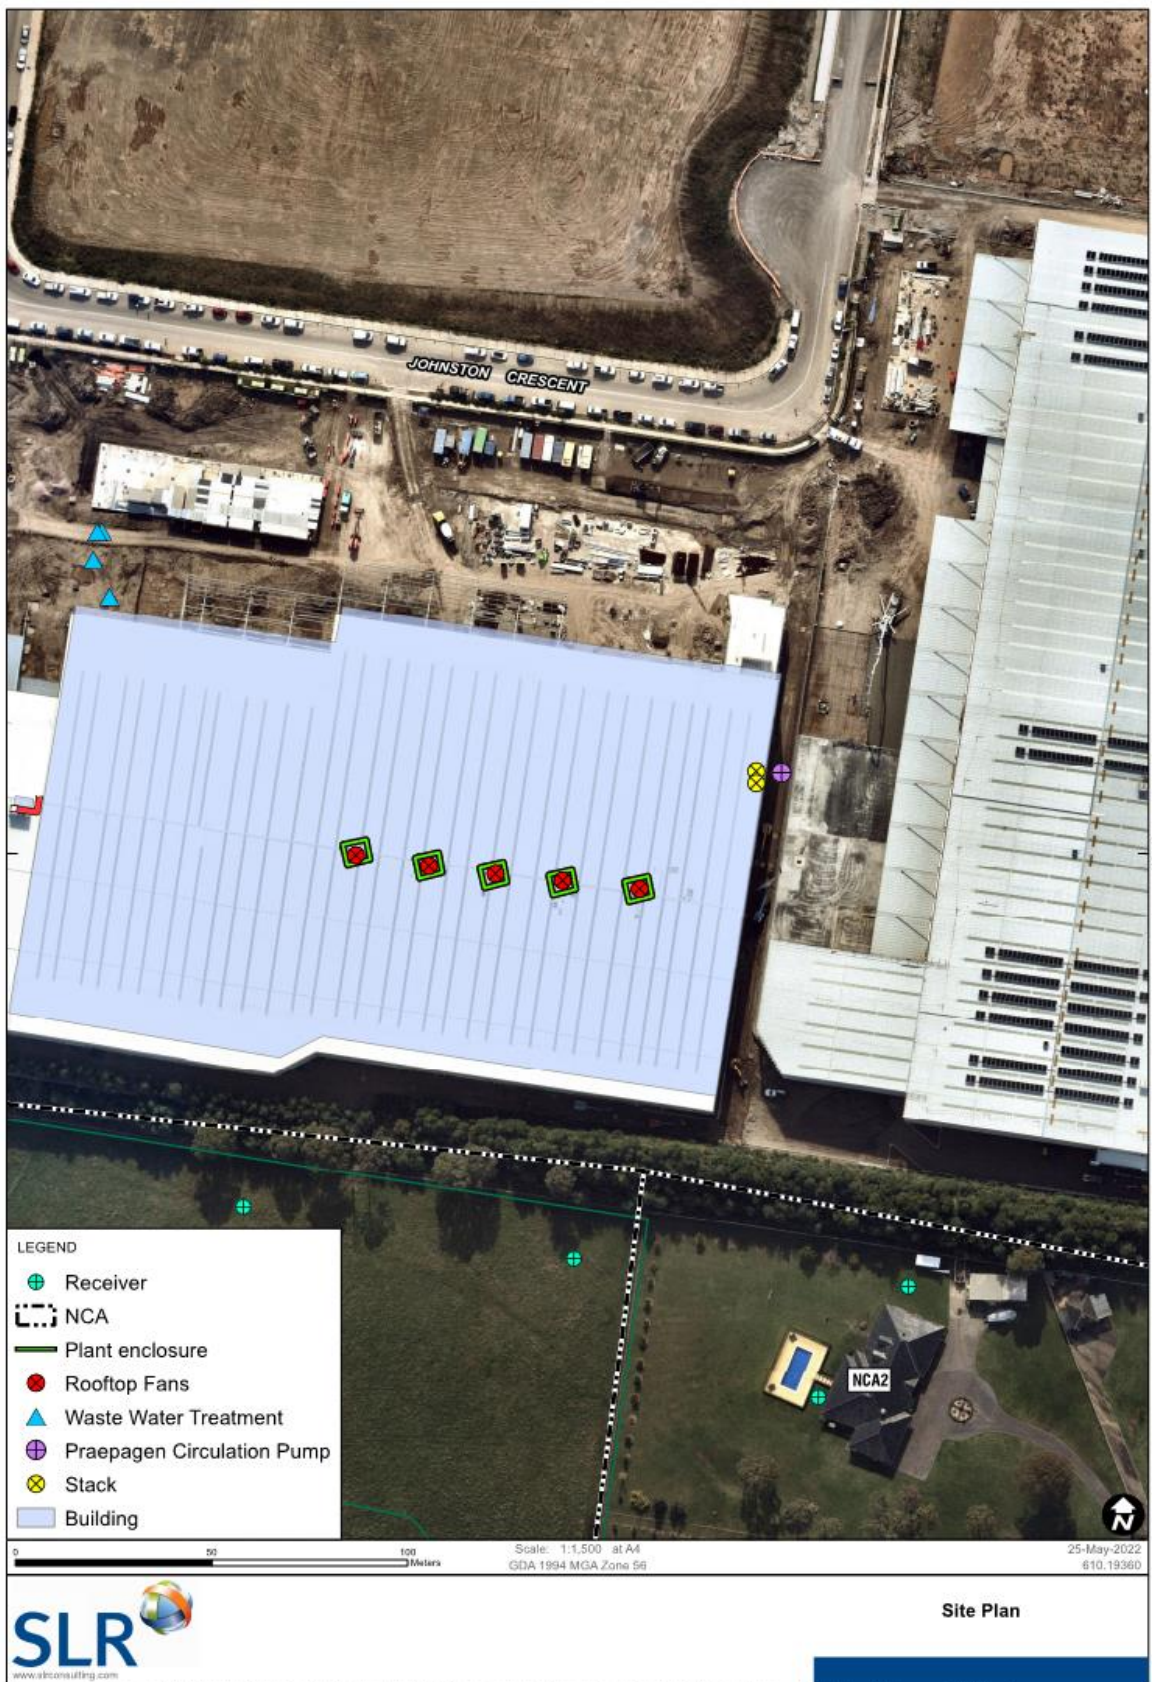 JOHNSTON CRESCENT
NCA2
LEGEND
Receiver
NCA
Plant enclosure
Rooftop Fans
Waste Water Treatment
Praepagen Circulation Pump
Stack
Building
N
0 50 100 Meters
Scale: 1:1,500 at A4
GDA 1994 MGA Zone 56
25-May-2022
610.19360
SLR
www.slrconsulting.com
Site Plan